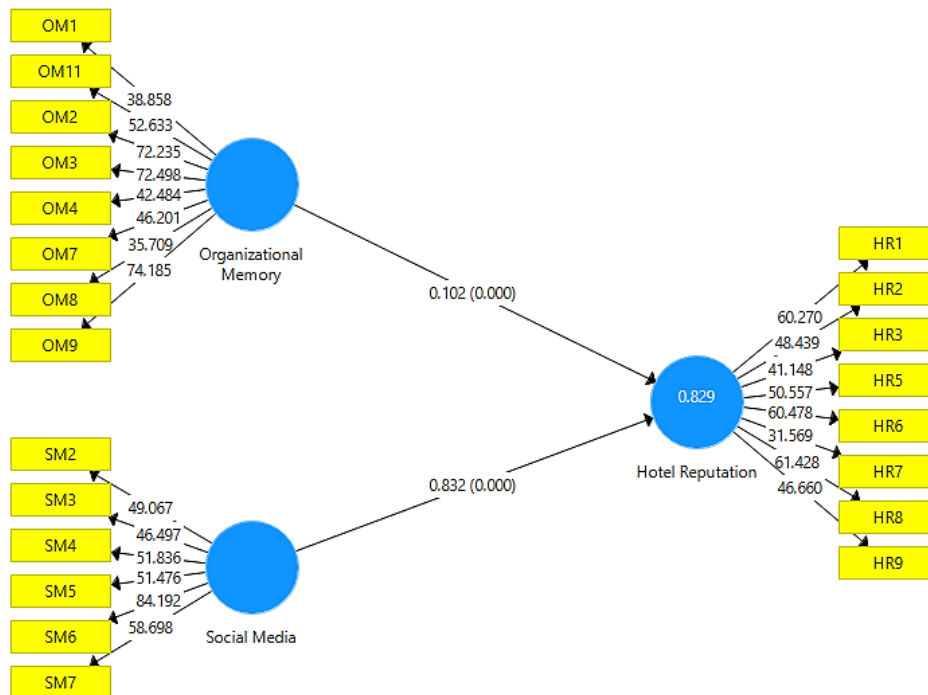 OM1
OM11
OM2
OM3
OM4
OM7
OM8
OM9
38.858
52.633
72.235
72.498
42.484
46.201
35.709
74.185
Organizational
Memory
0.102 (0.000)
SM2
SM3
SM4
SM5
SM6
SM7
49.067
46.497
51.836
51.476
84.192
58.698
Social Media
0.832 (0.000)
0.829
Hotel Reputation
60.270
48.439
41.148
50.557
60.478
31.569
61.428
46.660
HR1
HR2
HR3
HR5
HR6
HR7
HR8
HR9